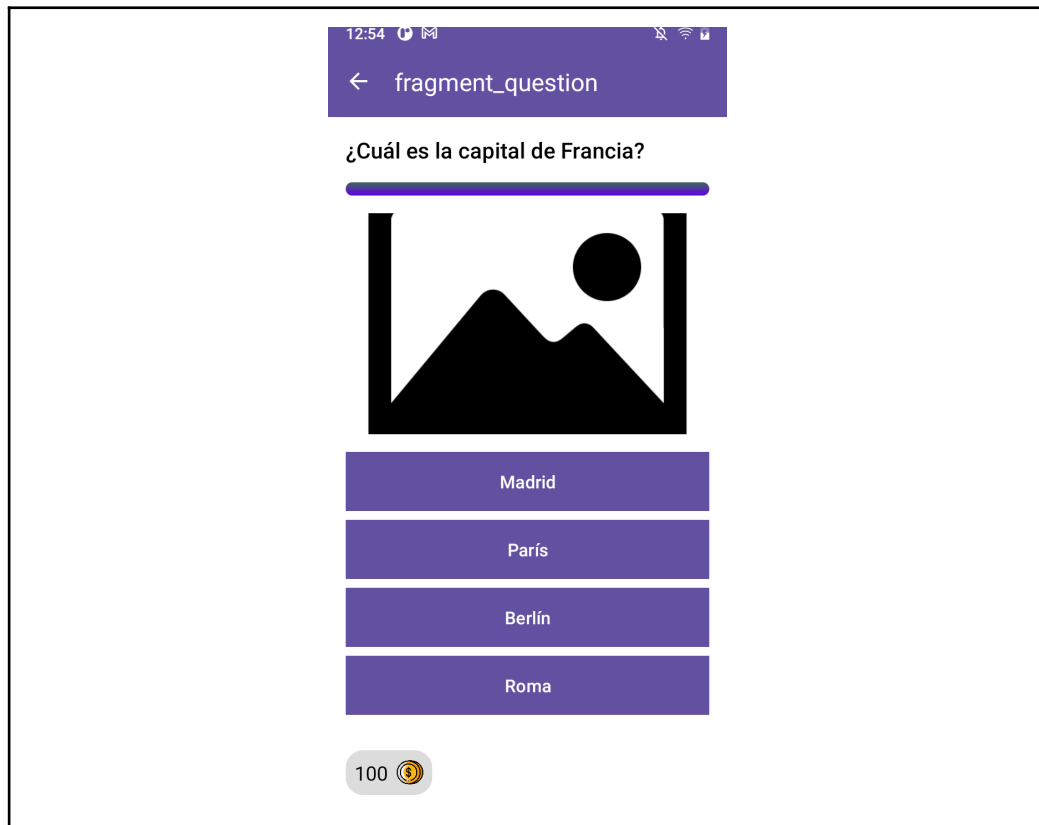 12:54
fragment_question
¿Cuál es la capital de Francia?
Madrid
París
Berlín
Roma
100